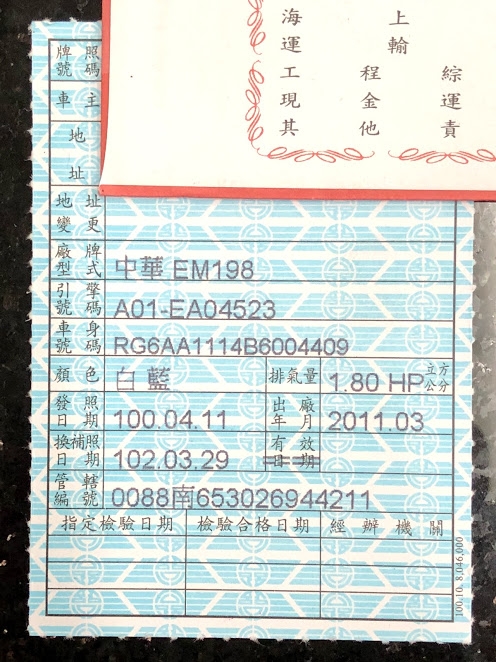 海 上
運 輸
工 程 綜
現 金 運
其 他 責
牌照號碼
車主
地
址
地址變更
廠牌型式 中華 EM198
引擎號碼 A01-EA04523
車身號碼 RG6AA1114B6004409
顏色 白 藍 排氣量 1.80 HP 立方公分
發照日期 100.04.11 出廠年月 2011.03
換補照日期 102.03.29 有效日期
管轄編號 0088南653026944211
指定檢驗日期 檢驗合格日期 經辦機關
100.10. 8,046,000